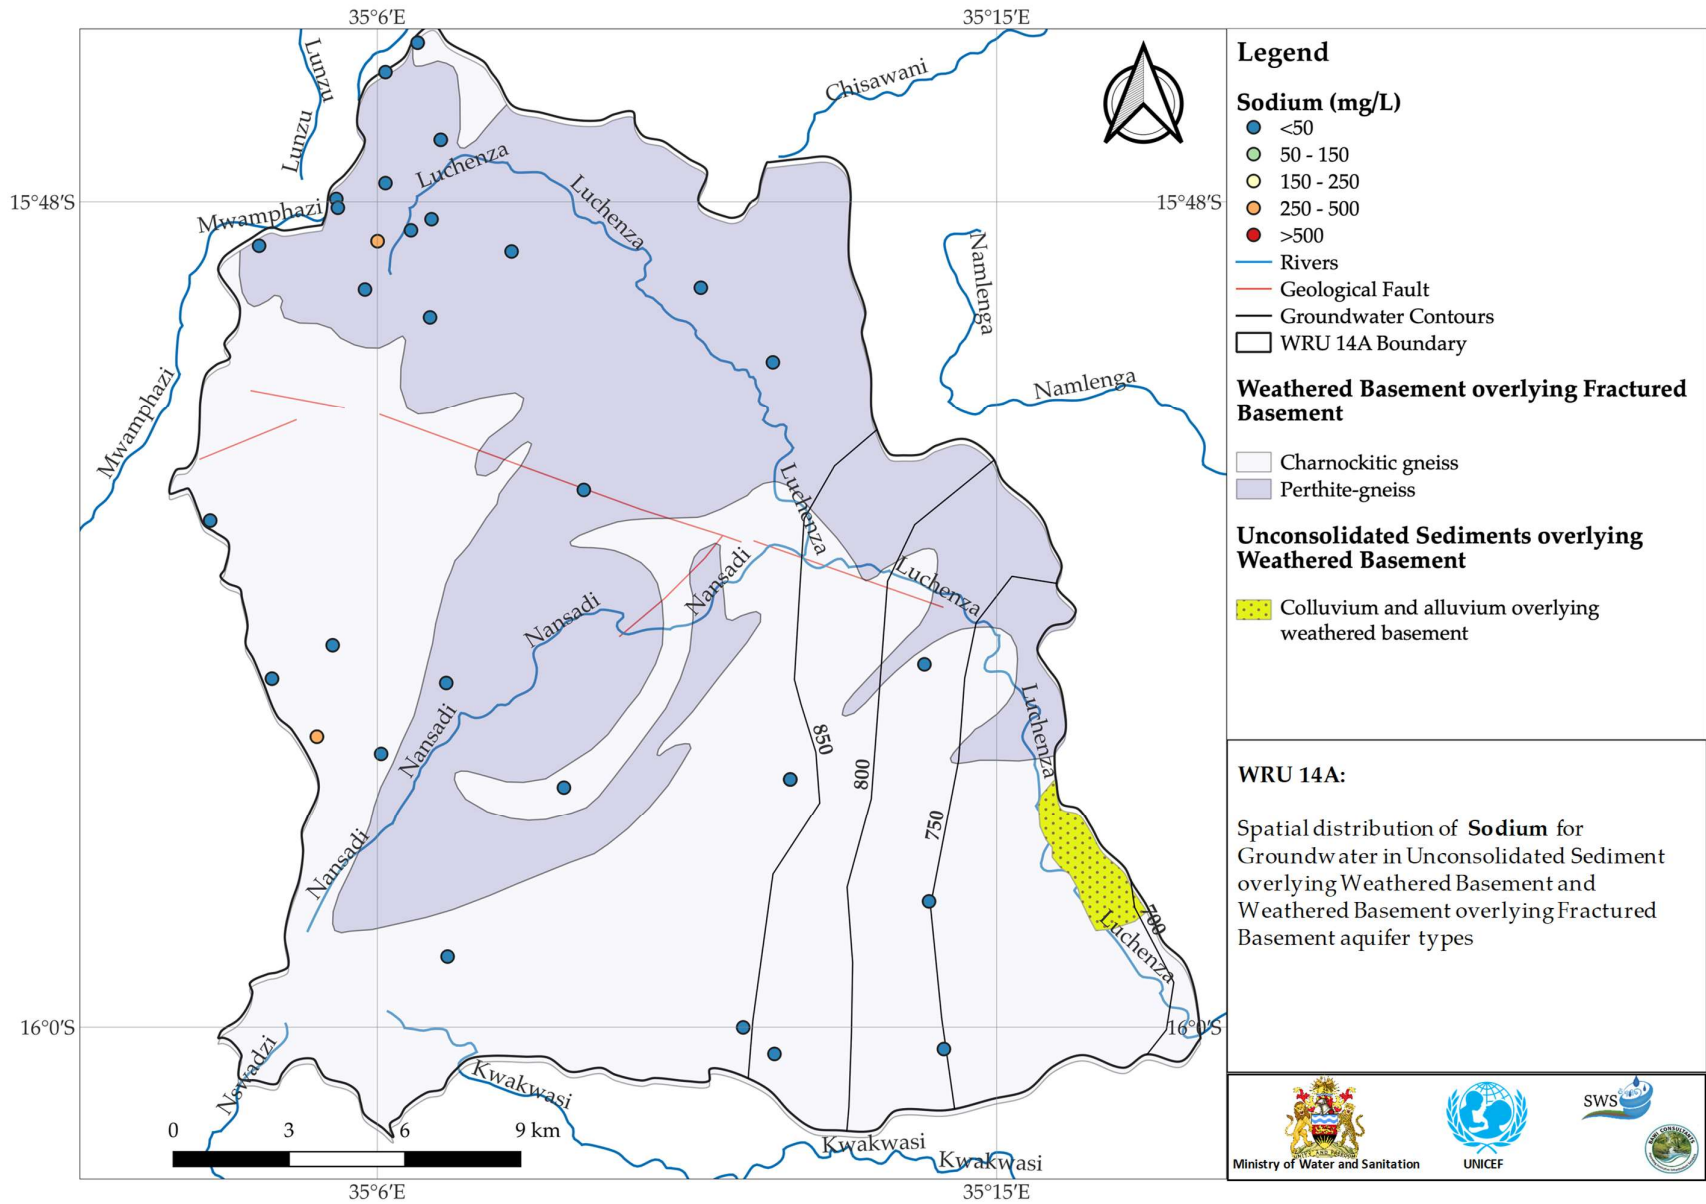 35°6′E
35°15′E
Lunzu
Lunzu
Chisawani
Luchenza
Luchenza
15°48′S
15°48′S
Mwamphazi
Namlenga
Namlenga
Mwamphazi
Luchenza
Nansadi
Luchenza
Nansadi
Luchenza
Nansadi
850
800
750
Nansadi
700
Luchenza
16°0′S
16°0′S
Nswadzi
Kwakwasi
Kwakwasi
Kwakwasi
0 3 6 9 km
35°6′E
35°15′E
Legend
Sodium (mg/L)
<50
50 - 150
150 - 250
250 - 500
>500
Rivers
Geological Fault
Groundwater Contours
WRU 14A Boundary
Weathered Basement overlying Fractured
Basement
Charnockitic gneiss
Perthite-gneiss
Unconsolidated Sediments overlying
Weathered Basement
Colluvium and alluvium overlying
weathered basement
WRU 14A:
Spatial distribution of Sodium for
Groundwater in Unconsolidated Sediment
overlying Weathered Basement and
Weathered Basement overlying Fractured
Basement aquifer types
SWS
Ministry of Water and Sanitation
UNICEF